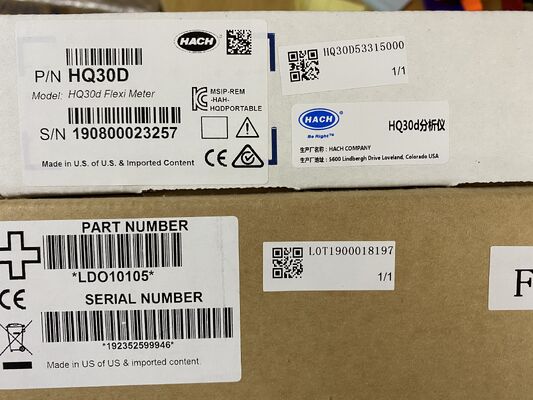 HACH
P/N HQ30D
Model: HQ30d Flexi Meter
MSIP-REM
-HAH-
HQDPORTABLE
S/N 190800023257
Made in U.S. of U.S. & Imported Content
HQ30D53315000
1/1
HACH
Be Right™
HQ30d分析仪
生产厂名称：HACH COMPANY
生产厂地址：5600 Lindbergh Drive Loveland, Colorado USA
PART NUMBER
*LDO10105*
SERIAL NUMBER
*192352599946*
Made in US of US & imported content.
LOT1900018197
1/1
F